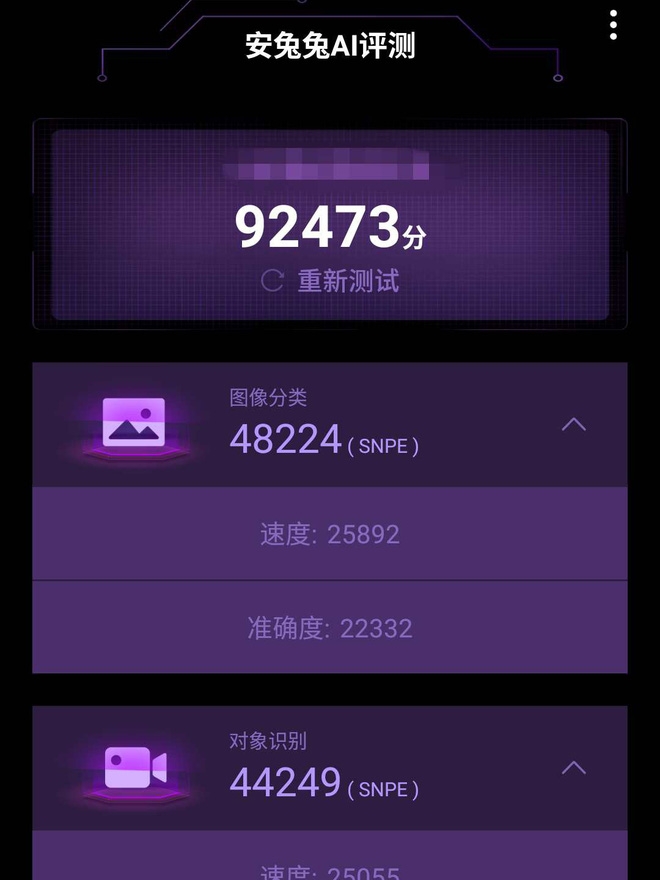 安兔兔AI评测
92473分
重新测试
图像分类
48224 ( SNPE )
速度: 25892
准确度: 22332
对象识别
44249 ( SNPE )
速度: 25055